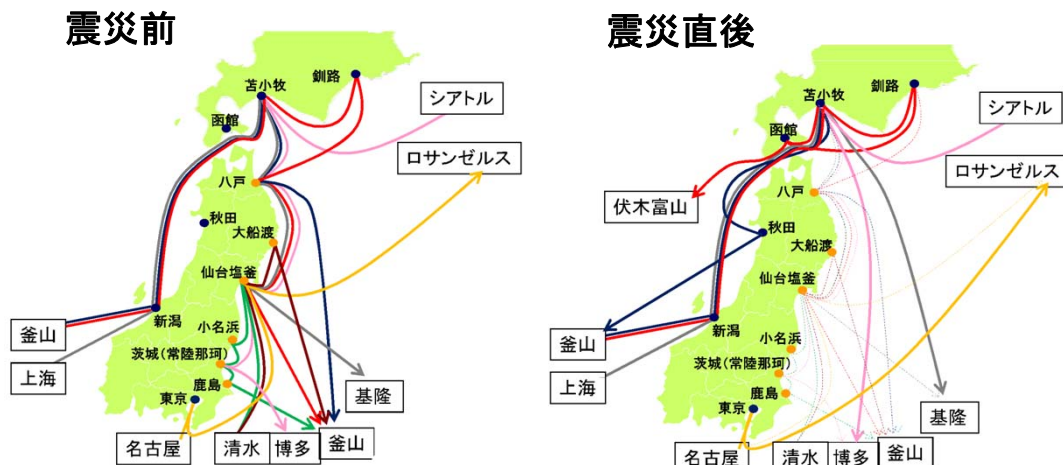 震災前
釧路
苫小牧
シアトル
函館
ロサンゼルス
八戸
秋田
大船渡
仙台塩釜
新潟
釜山
小名浜
上海
茨城(常陸那珂)
鹿島
基隆
東京
名古屋
清水
博多
釜山
震災直後
釧路
苫小牧
シアトル
函館
ロサンゼルス
八戸
伏木富山
秋田
大船渡
仙台塩釜
新潟
釜山
小名浜
茨城(常陸那珂)
上海
鹿島
基隆
東京
名古屋
清水
博多
釜山